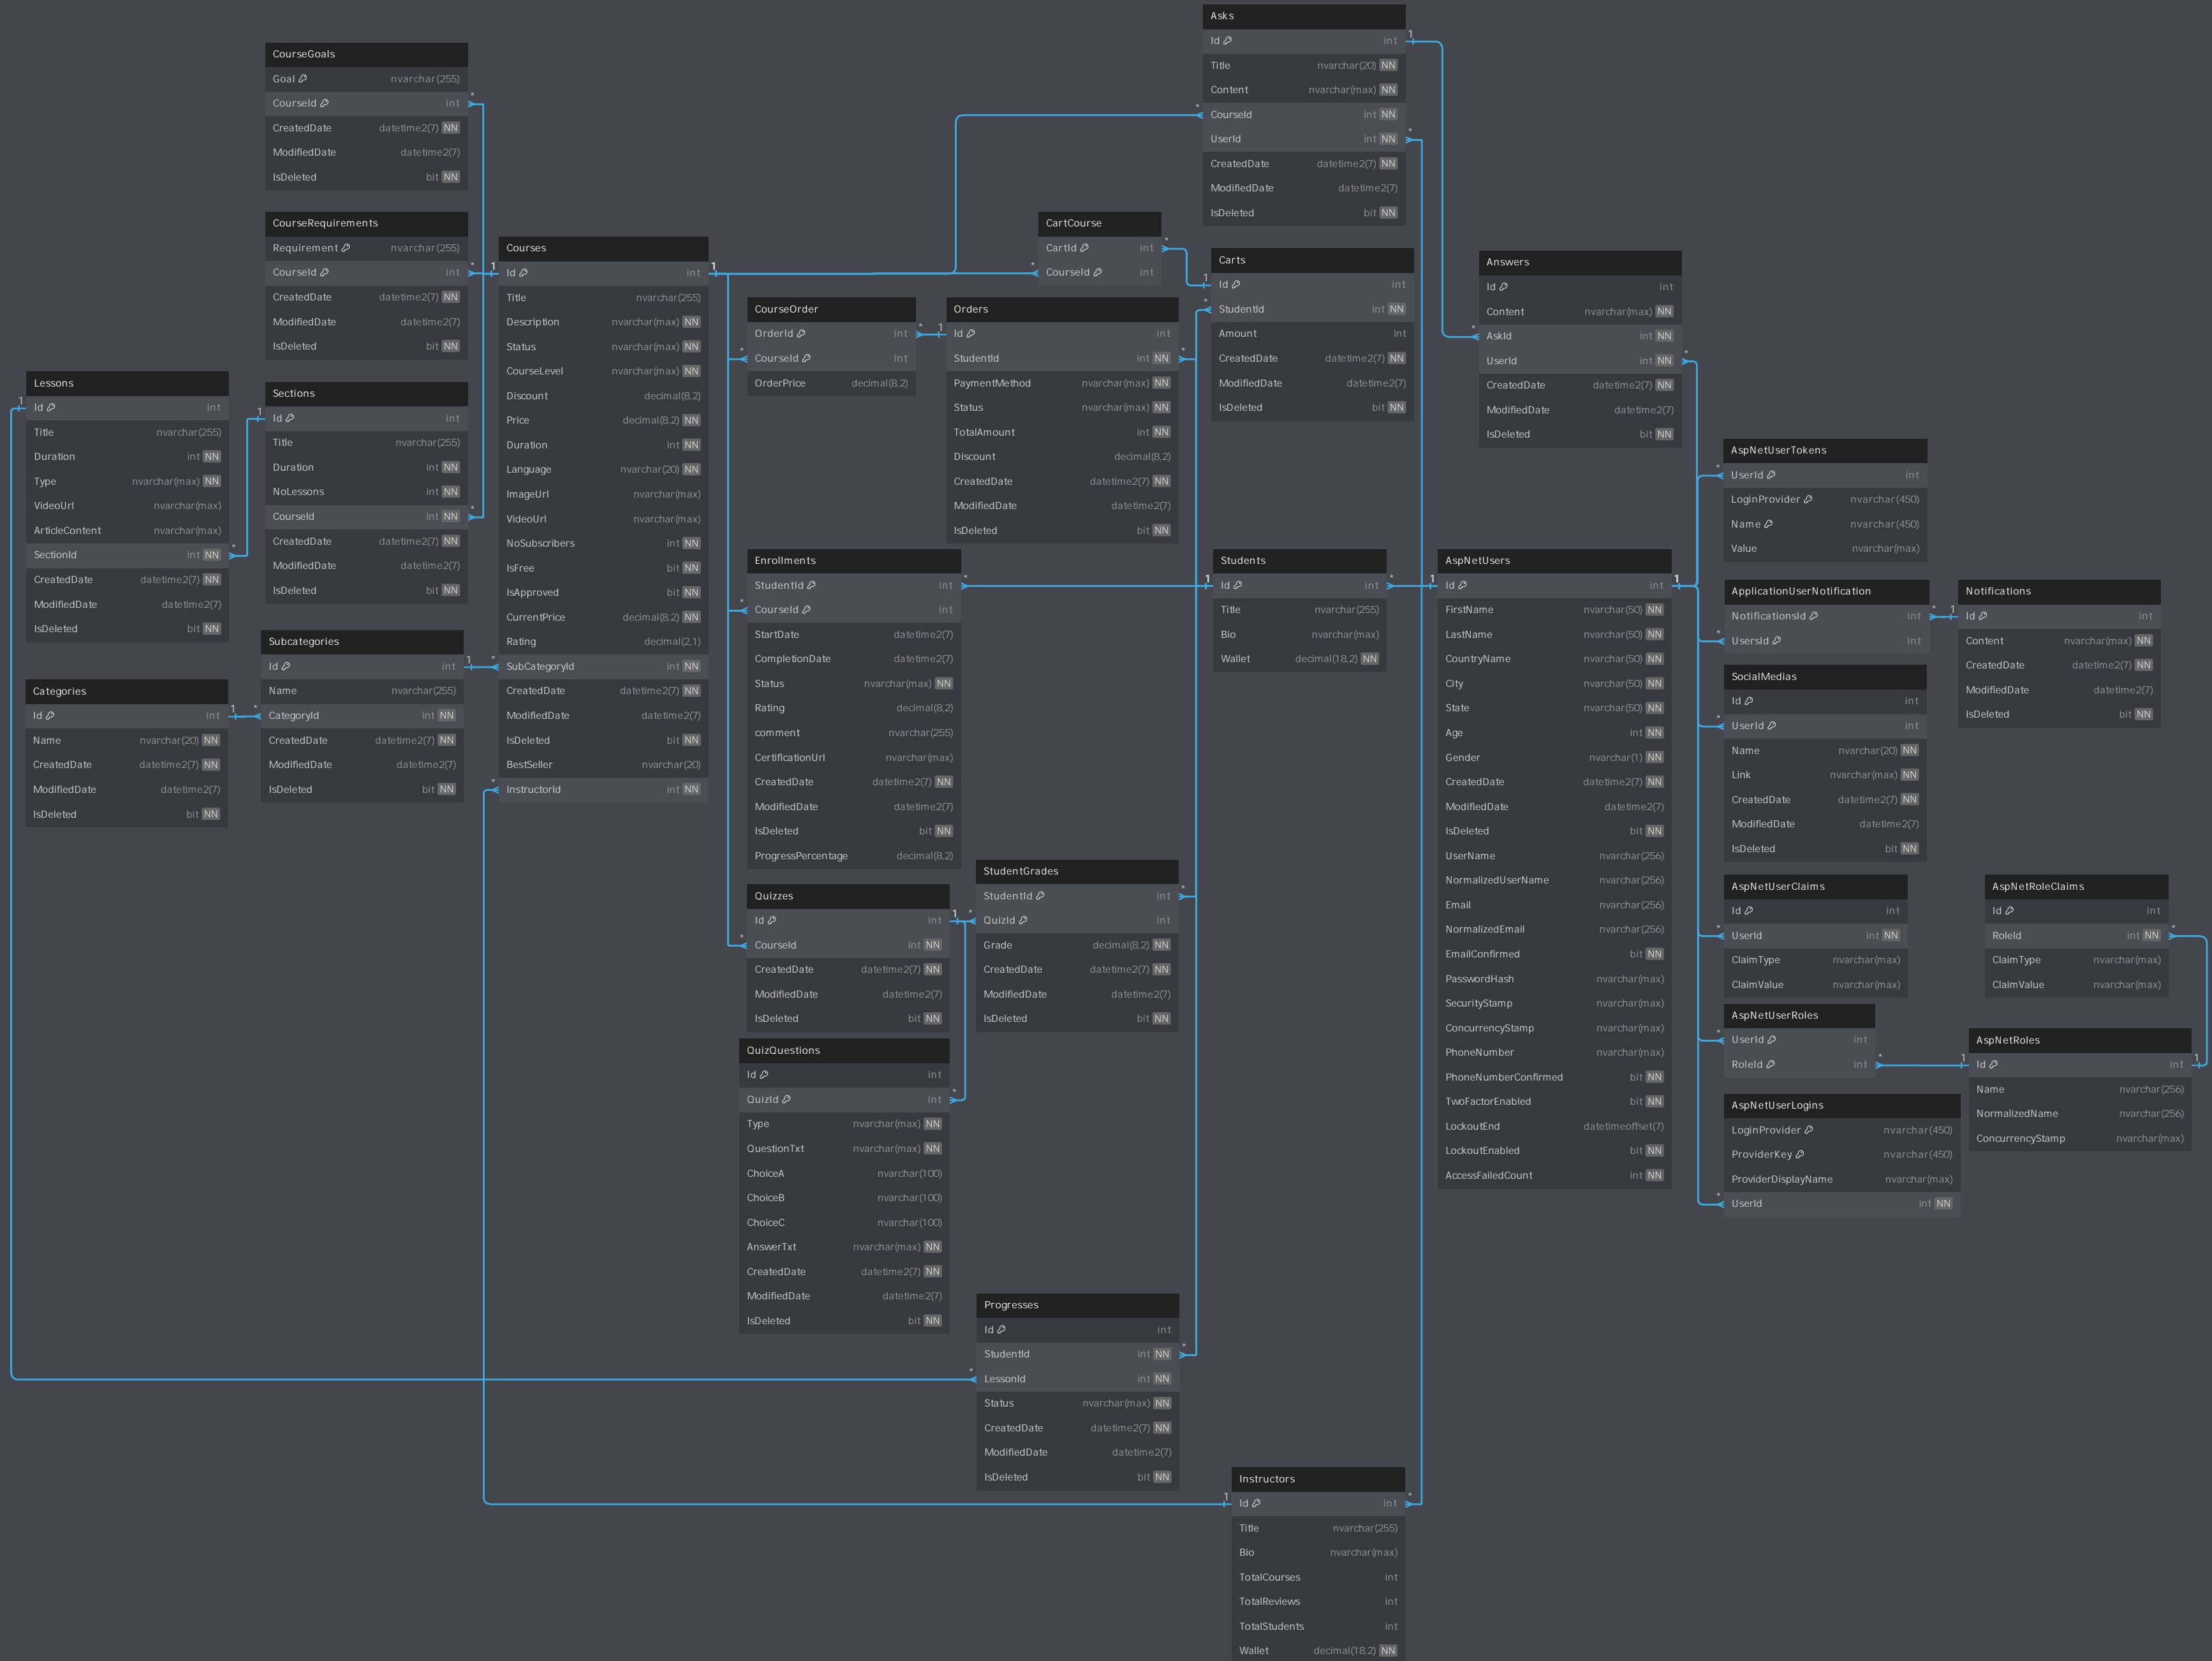 CourseGoals
Goal nvarchar(255)
CourseId int
CreatedDate datetime2(7) NN
ModifiedDate datetime2(7)
IsDeleted bit NN
CourseRequirements
Requirement nvarchar(255)
CourseId int
CreatedDate datetime2(7) NN
ModifiedDate datetime2(7)
IsDeleted bit NN
Lessons
Id int
Title nvarchar(255)
Duration int NN
Type nvarchar(max) NN
VideoUrl nvarchar(max)
ArticleContent nvarchar(max)
SectionId int NN
CreatedDate datetime2(7) NN
ModifiedDate datetime2(7)
IsDeleted bit NN
Sections
Id int
Title nvarchar(255)
Duration int NN
NoLessons int NN
CourseId int NN
CreatedDate datetime2(7) NN
ModifiedDate datetime2(7)
IsDeleted bit NN
Categories
Id int
Name nvarchar(20) NN
CreatedDate datetime2(7) NN
ModifiedDate datetime2(7)
IsDeleted bit NN
Subcategories
Id int
Name nvarchar(255)
CategoryId int NN
CreatedDate datetime2(7) NN
ModifiedDate datetime2(7)
IsDeleted bit NN
Courses
Id int
Title nvarchar(255)
Description nvarchar(max) NN
Status nvarchar(max) NN
CourseLevel nvarchar(max) NN
Discount decimal(8,2)
Price decimal(8,2) NN
Duration int NN
Language nvarchar(20) NN
ImageUrl nvarchar(max)
VideoUrl nvarchar(max)
NoSubscribers int NN
IsFree bit NN
IsApproved bit NN
CurrentPrice decimal(8,2) NN
Rating decimal(2,1)
SubCategoryId int NN
CreatedDate datetime2(7) NN
ModifiedDate datetime2(7)
IsDeleted bit NN
BestSeller nvarchar(20)
InstructorId int NN
CourseOrder
OrderId int
CourseId int
OrderPrice decimal(8,2)
Orders
Id int
StudentId int NN
PaymentMethod nvarchar(max) NN
Status nvarchar(max) NN
TotalAmount int NN
Discount decimal(8,2)
CreatedDate datetime2(7) NN
ModifiedDate datetime2(7)
IsDeleted bit NN
CartCourse
CartId int
CourseId int
Asks
Id int
Title nvarchar(20) NN
Content nvarchar(max) NN
CourseId int NN
UserId int NN
CreatedDate datetime2(7) NN
ModifiedDate datetime2(7)
IsDeleted bit NN
Carts
Id int
StudentId int NN
Amount int
CreatedDate datetime2(7) NN
ModifiedDate datetime2(7)
IsDeleted bit NN
Answers
Id int
Content nvarchar(max) NN
AskId int NN
UserId int NN
CreatedDate datetime2(7) NN
ModifiedDate datetime2(7)
IsDeleted bit NN
Enrollments
StudentId int
CourseId int
StartDate datetime2(7)
CompletionDate datetime2(7)
Status nvarchar(max) NN
Rating decimal(8,2)
comment nvarchar(255)
CertificationUrl nvarchar(max)
CreatedDate datetime2(7) NN
ModifiedDate datetime2(7)
IsDeleted bit NN
ProgressPercentage decimal(8,2)
Students
Id int
Title nvarchar(255)
Bio nvarchar(max)
Wallet decimal(18,2) NN
AspNetUsers
Id int
FirstName nvarchar(50) NN
LastName nvarchar(50) NN
CountryName nvarchar(50) NN
City nvarchar(50) NN
State nvarchar(50) NN
Age int NN
Gender nvarchar(1) NN
CreatedDate datetime2(7) NN
ModifiedDate datetime2(7)
IsDeleted bit NN
UserName nvarchar(256)
NormalizedUserName nvarchar(256)
Email nvarchar(256)
NormalizedEmail nvarchar(256)
EmailConfirmed bit NN
PasswordHash nvarchar(max)
SecurityStamp nvarchar(max)
ConcurrencyStamp nvarchar(max)
PhoneNumber nvarchar(max)
PhoneNumberConfirmed bit NN
TwoFactorEnabled bit NN
LockoutEnd datetimeoffset(7)
LockoutEnabled bit NN
AccessFailedCount int NN
AspNetUserTokens
UserId int
LoginProvider nvarchar(450)
Name nvarchar(450)
Value nvarchar(max)
ApplicationUserNotification
NotificationsId int
UsersId int
Notifications
Id int
Content nvarchar(max) NN
CreatedDate datetime2(7) NN
ModifiedDate datetime2(7)
IsDeleted bit NN
SocialMedias
Id int
UserId int
Name nvarchar(20) NN
Link nvarchar(max) NN
CreatedDate datetime2(7) NN
ModifiedDate datetime2(7)
IsDeleted bit NN
AspNetUserClaims
Id int
UserId int NN
ClaimType nvarchar(max)
ClaimValue nvarchar(max)
AspNetRoleClaims
Id int
RoleId int NN
ClaimType nvarchar(max)
ClaimValue nvarchar(max)
AspNetUserRoles
UserId int
RoleId int
AspNetRoles
Id int
Name nvarchar(256)
NormalizedName nvarchar(256)
ConcurrencyStamp nvarchar(max)
AspNetUserLogins
LoginProvider nvarchar(450)
ProviderKey nvarchar(450)
ProviderDisplayName nvarchar(max)
UserId int NN
Quizzes
Id int
CourseId int NN
CreatedDate datetime2(7) NN
ModifiedDate datetime2(7)
IsDeleted bit NN
StudentGrades
StudentId int
QuizId int
Grade decimal(8,2) NN
CreatedDate datetime2(7) NN
ModifiedDate datetime2(7)
IsDeleted bit NN
QuizQuestions
Id int
QuizId int
Type nvarchar(max) NN
QuestionTxt nvarchar(max) NN
ChoiceA nvarchar(100)
ChoiceB nvarchar(100)
ChoiceC nvarchar(100)
AnswerTxt nvarchar(max) NN
CreatedDate datetime2(7) NN
ModifiedDate datetime2(7)
IsDeleted bit NN
Progresses
Id int
StudentId int NN
LessonId int NN
Status nvarchar(max) NN
CreatedDate datetime2(7) NN
ModifiedDate datetime2(7)
IsDeleted bit NN
Instructors
Id int
Title nvarchar(255)
Bio nvarchar(max)
TotalCourses int
TotalReviews int
TotalStudents int
Wallet decimal(18,2) NN